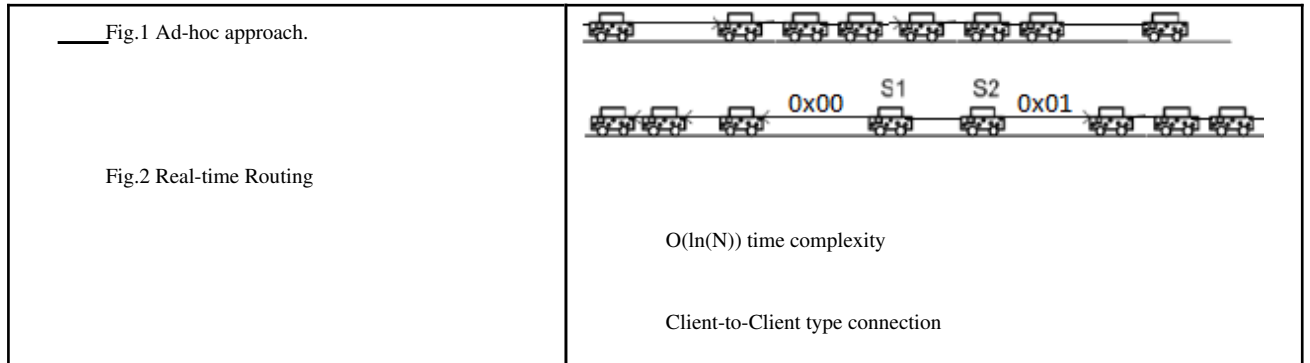 Fig.1 Ad-hoc approach.
Fig.2 Real-time Routing
S1 S2
0x00 0x01
O(ln(N)) time complexity
Client-to-Client type connection